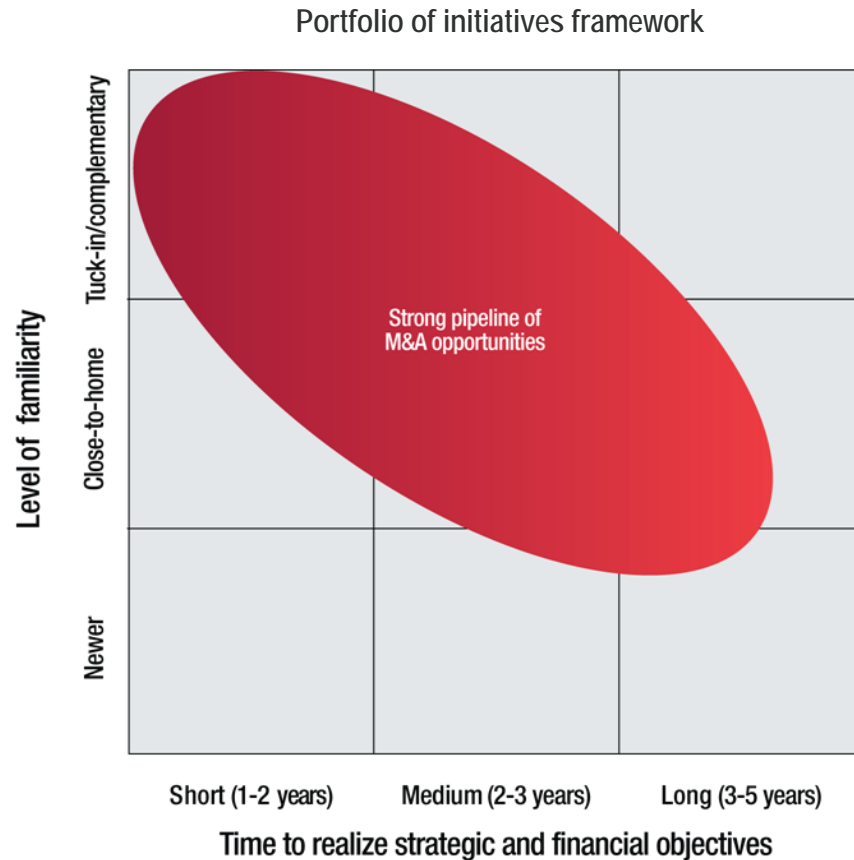 Portfolio of initiatives framework
Level of familiarity
Tuck-in/complementary
Close-to-home
Newer
Strong pipeline of
M&A opportunities
Short (1-2 years)
Medium (2-3 years)
Long (3-5 years)
Time to realize strategic and financial objectives